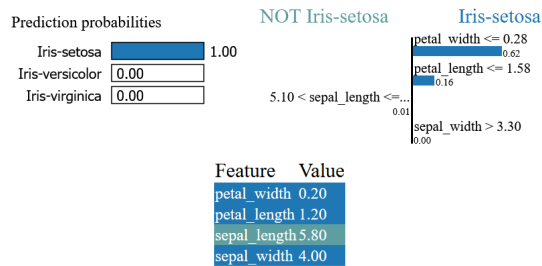 Prediction probabilities
Iris-setosa 1.00
Iris-versicolor 0.00
Iris-virginica 0.00
NOT Iris-setosa Iris-setosa
petal_width <= 0.28
0.62
petal_length <= 1.58
0.16
5.10 < sepal_length <=...
0.01
sepal_width > 3.30
0.00
Feature Value
petal_width 0.20
petal_length 1.20
sepal_length 5.80
sepal_width 4.00